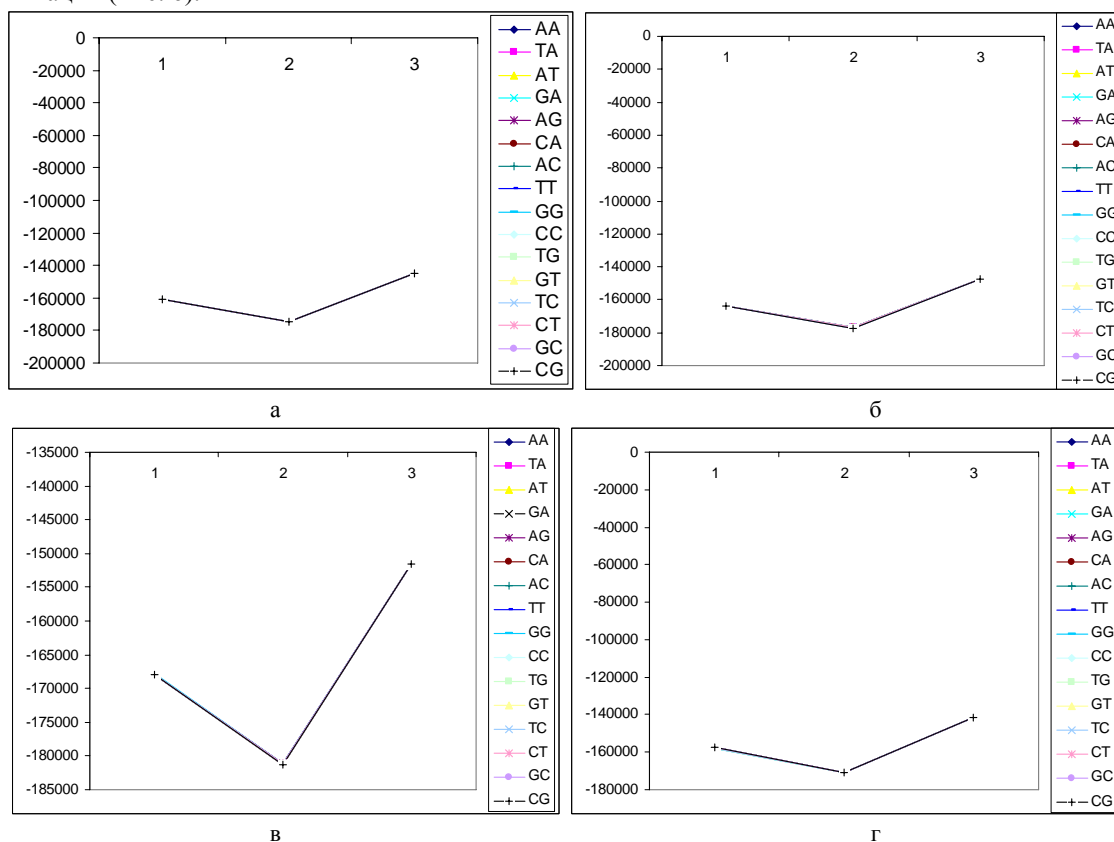 0
-20000
-40000
-60000
-80000
-100000
-120000
-140000
-160000
-180000
-200000
1 2 3
AA
TA
AT
GA
AG
CA
AC
TT
GG
CC
TG
GT
TC
CT
GC
CG
а
0
-20000
-40000
-60000
-80000
-100000
-120000
-140000
-160000
-180000
-200000
1 2 3
AA
TA
AT
GA
AG
CA
AC
TT
GG
CC
TG
GT
TC
CT
GC
CG
б
-135000
-140000
-145000
-150000
-155000
-160000
-165000
-170000
-175000
-180000
-185000
1 2 3
AA
TA
AT
GA
AG
CA
AC
TT
GG
CC
TG
GT
TC
CT
GC
CG
в
0
-20000
-40000
-60000
-80000
-100000
-120000
-140000
-160000
-180000
1 2 3
AA
TA
AT
GA
AG
CA
AC
TT
GG
CC
TG
GT
TC
CT
GC
CG
г